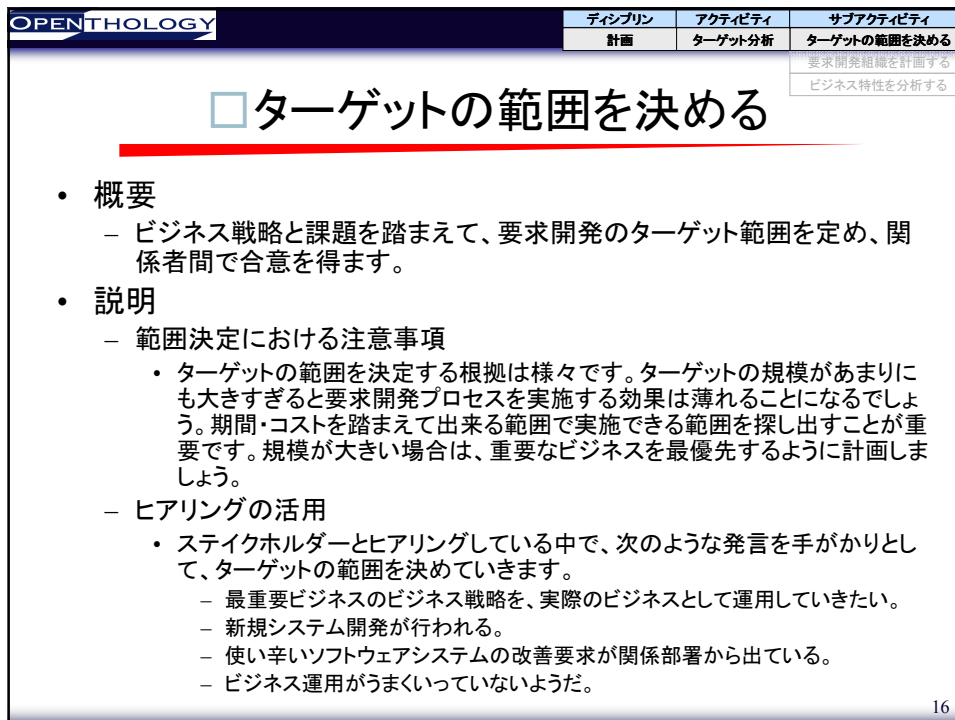 OPENTHOLOGY
ディシプリン アクティビティ サブアクティビティ
計画 ターゲット分析 ターゲットの範囲を決める
要求開発組織を計画する
ビジネス特性を分析する
□ターゲットの範囲を決める
• 概要
– ビジネス戦略と課題を踏まえて、要求開発のターゲット範囲を定め、関
係者間で合意を得ます。
• 説明
– 範囲決定における注意事項
• ターゲットの範囲を決定する根拠は様々です。ターゲットの規模があまりに
も大きすぎると要求開発プロセスを実施する効果は薄れることになるでしょ
う。期間・コストを踏まえて出来る範囲で実施できる範囲を探し出すことが重
要です。規模が大きい場合は、重要なビジネスを最優先するように計画しま
しょう。
– ヒアリングの活用
• ステイクホルダーとヒアリングしている中で、次のような発言を手がかりとし
て、ターゲットの範囲を決めていきます。
– 最重要ビジネスのビジネス戦略を、実際のビジネスとして運用していきたい。
– 新規システム開発が行われる。
– 使い辛いソフトウェアシステムの改善要求が関係部署から出ている。
– ビジネス運用がうまくいっていないようだ。
16